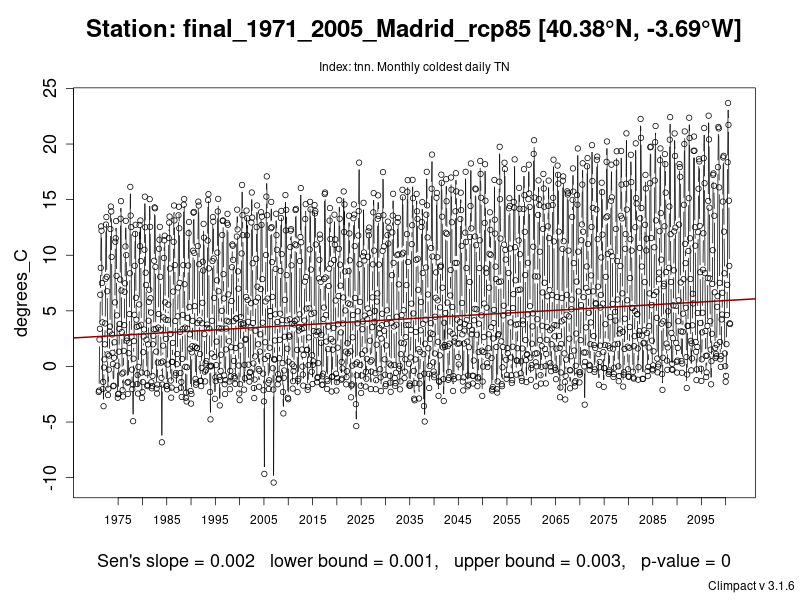 Station: final_1971_2005_Madrid_rcp85 [40.38°N, -3.69°W]
Index: tnn. Monthly coldest daily TN
25
20
15
10
5
0
-5
-10
degrees_C
1975 1985 1995 2005 2015 2025 2035 2045 2055 2065 2075 2085 2095
Sen's slope = 0.002 lower bound = 0.001, upper bound = 0.003, p-value = 0
Climpact v 3.1.6